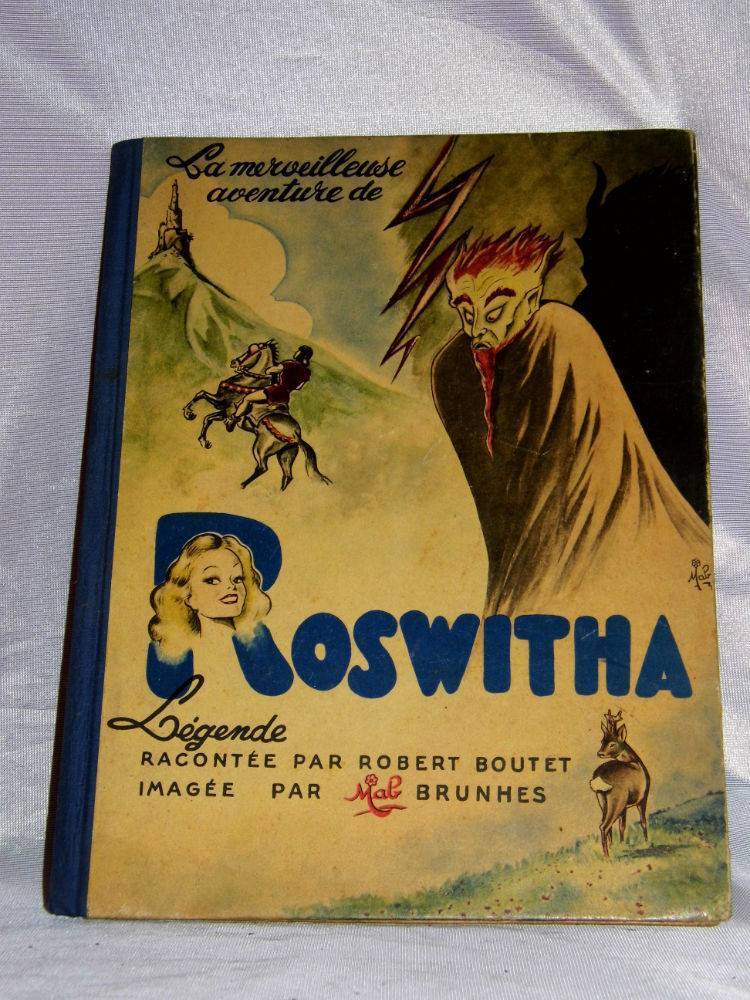 La merveilleuse
aventure de
Mab
ROSWITHA
Légende
RACONTÉE PAR ROBERT BOUTET
IMAGÉE PAR Mab BRUNHES